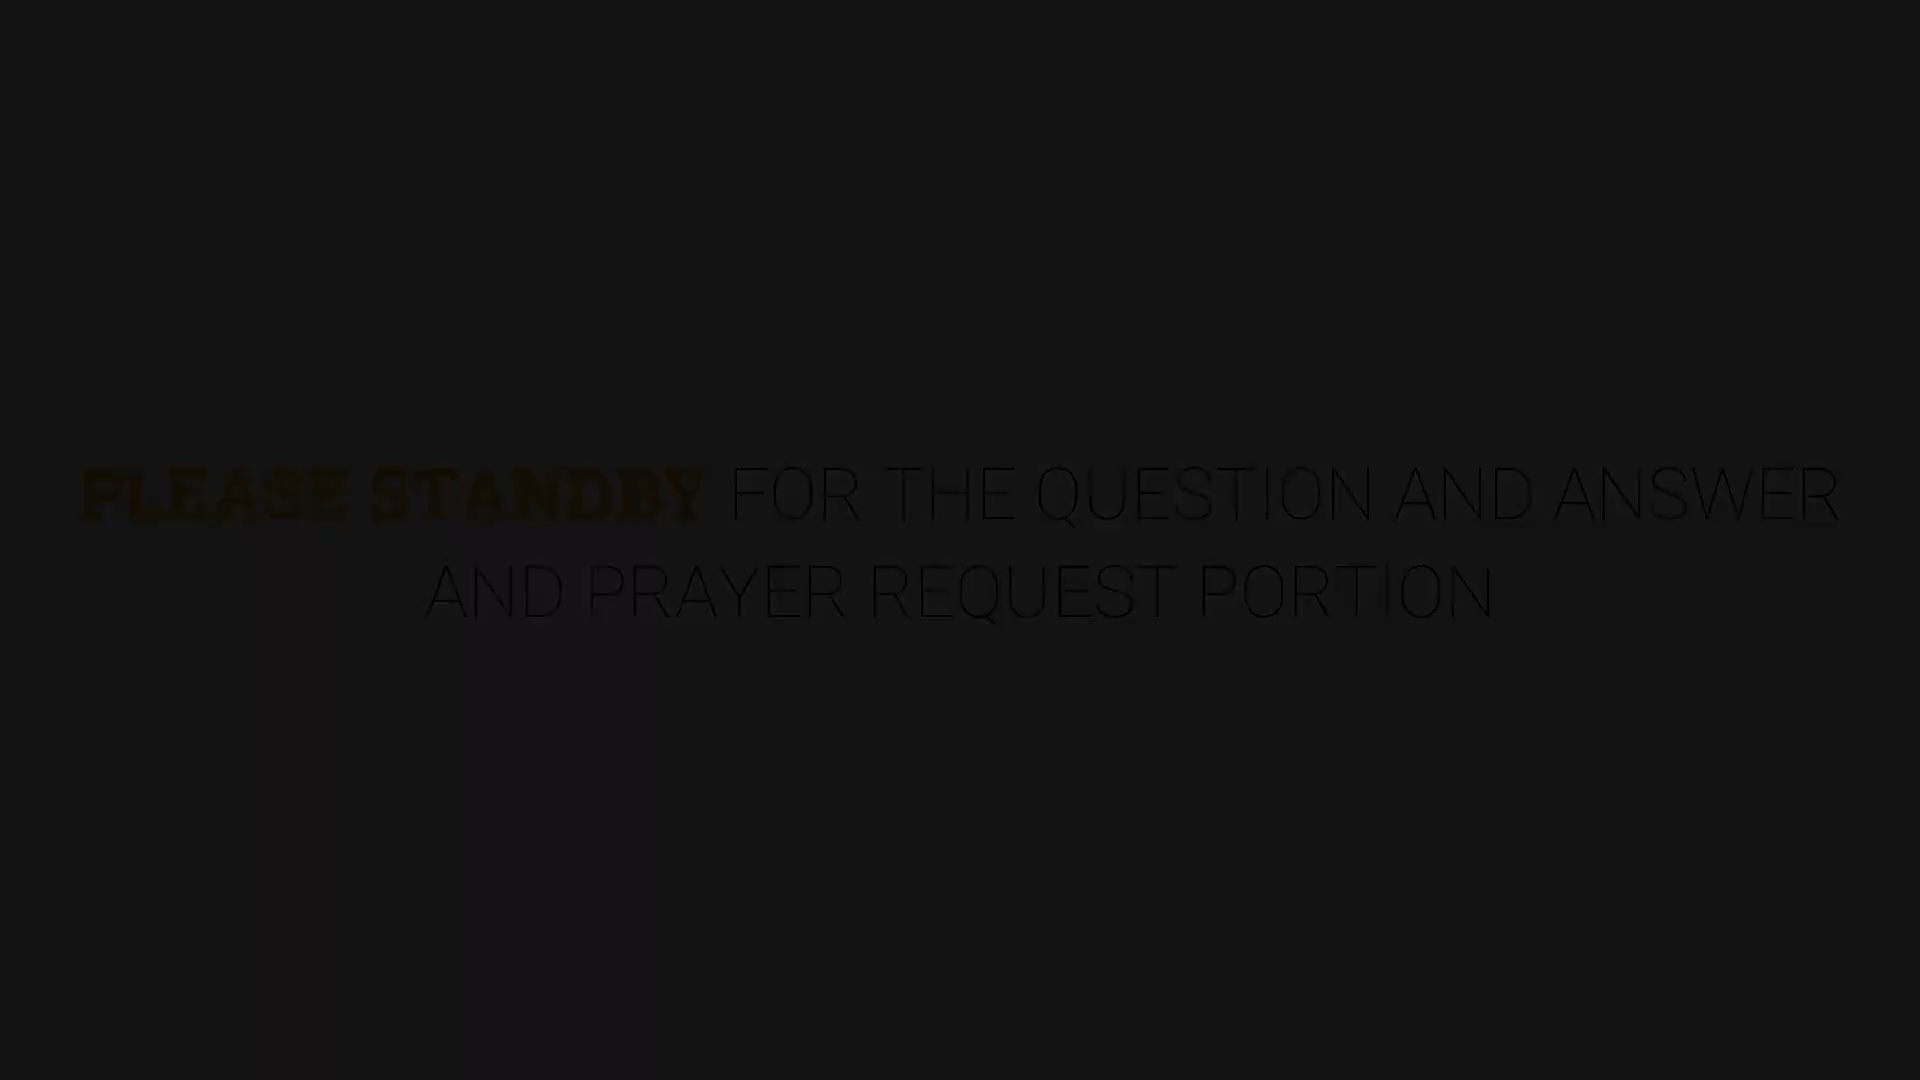 PLEASE STANDBY FOR THE QUESTION AND ANSWER
AND PRAYER REQUEST PORTION